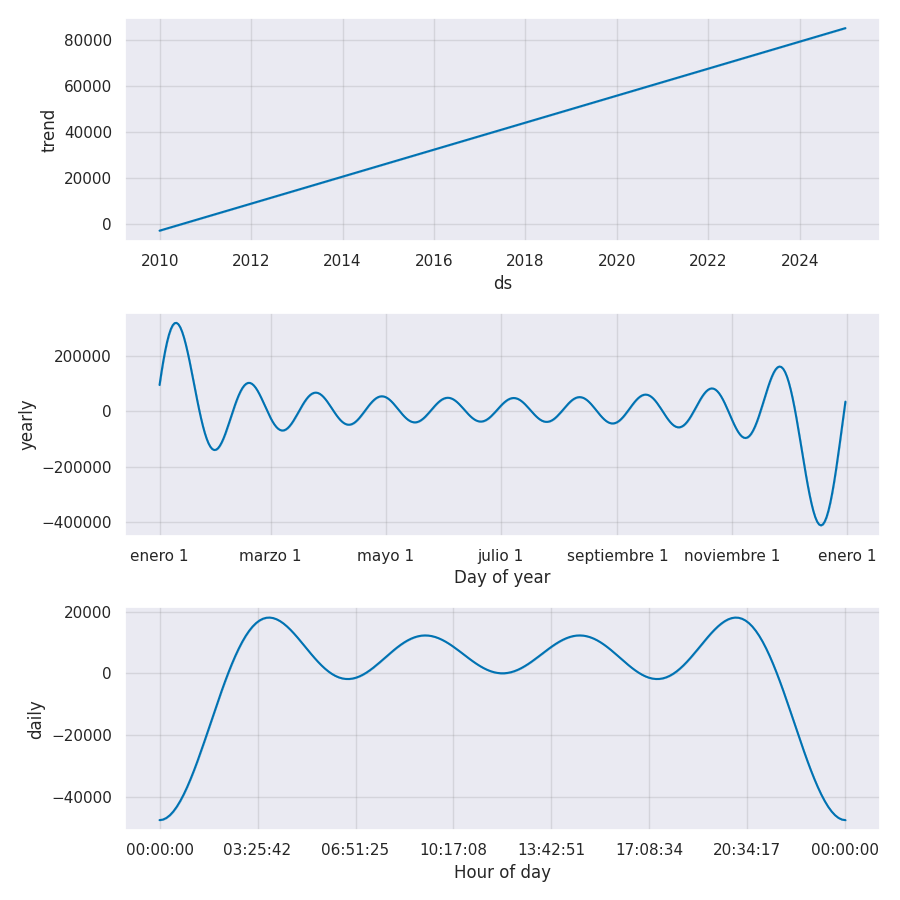 80000
60000
40000
20000
0
trend
2010 2012 2014 2016 2018 2020 2022 2024
ds
200000
0
−200000
−400000
yearly
enero 1 marzo 1 mayo 1 julio 1 septiembre 1 noviembre 1 enero 1
Day of year
20000
0
−20000
−40000
daily
00:00:00 03:25:42 06:51:25 10:17:08 13:42:51 17:08:34 20:34:17 00:00:00
Hour of day